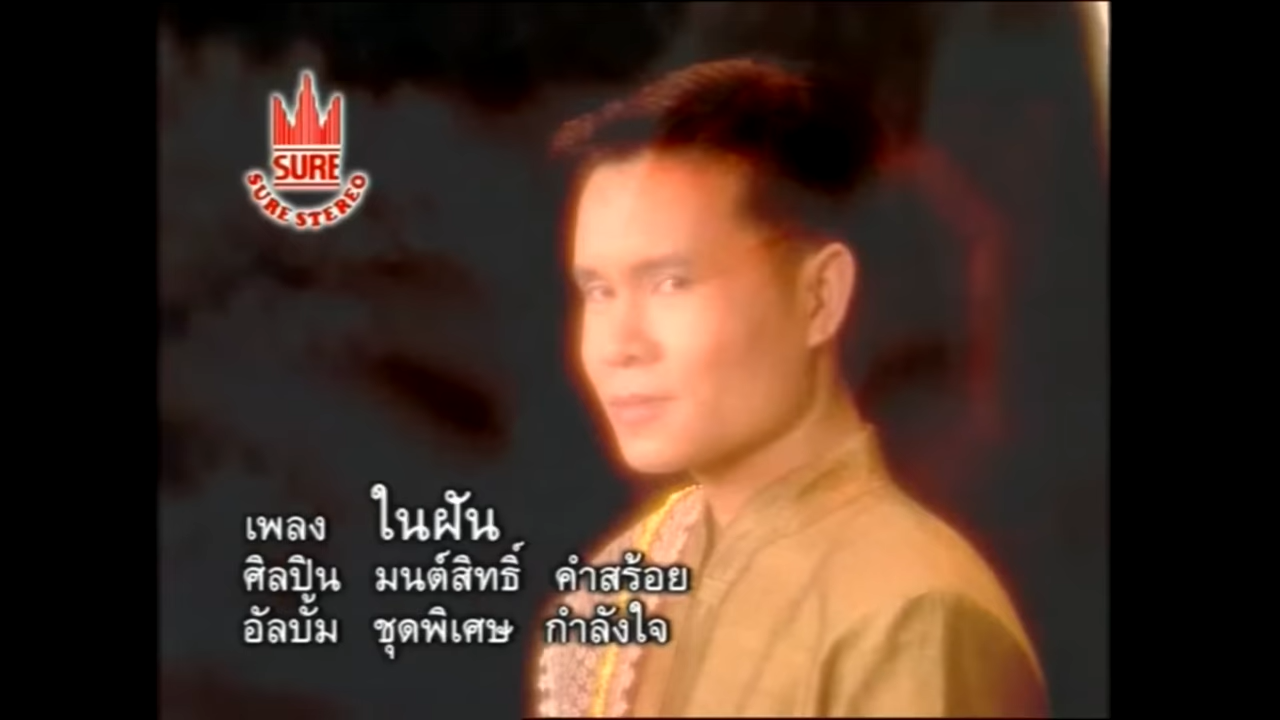 SURE
SURE STEREO
เพลง ในฝัน
ศิลปิน มนต์สิทธิ์ คำสร้อย
อัลบั้ม ชุดพิเศษ กำลังใจ